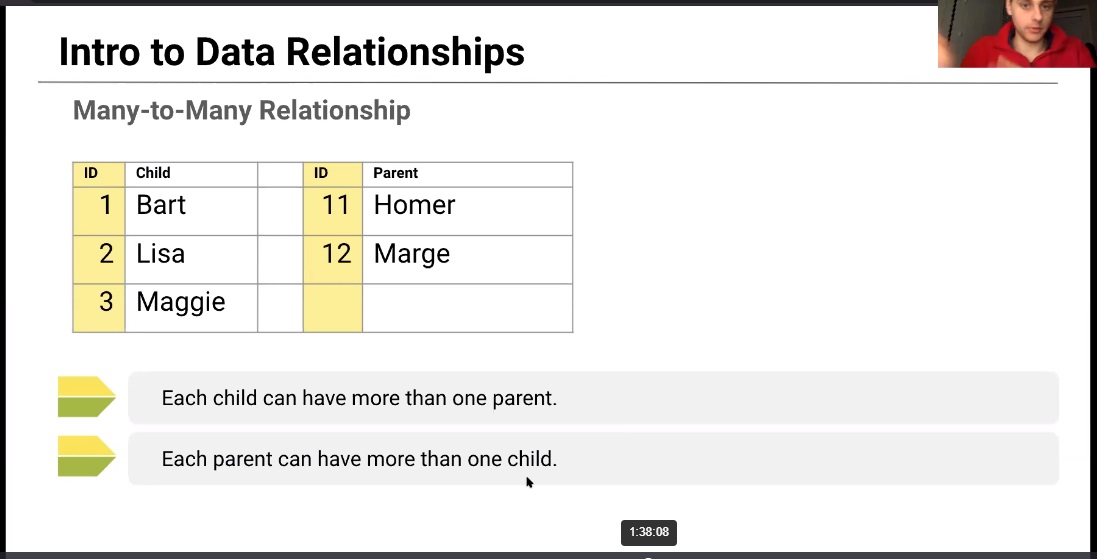 Intro to Data Relationships
Many-to-Many Relationship
ID Child ID Parent
1 Bart 11 Homer
2 Lisa 12 Marge
3 Maggie
Each child can have more than one parent.
Each parent can have more than one child.
1:38:08